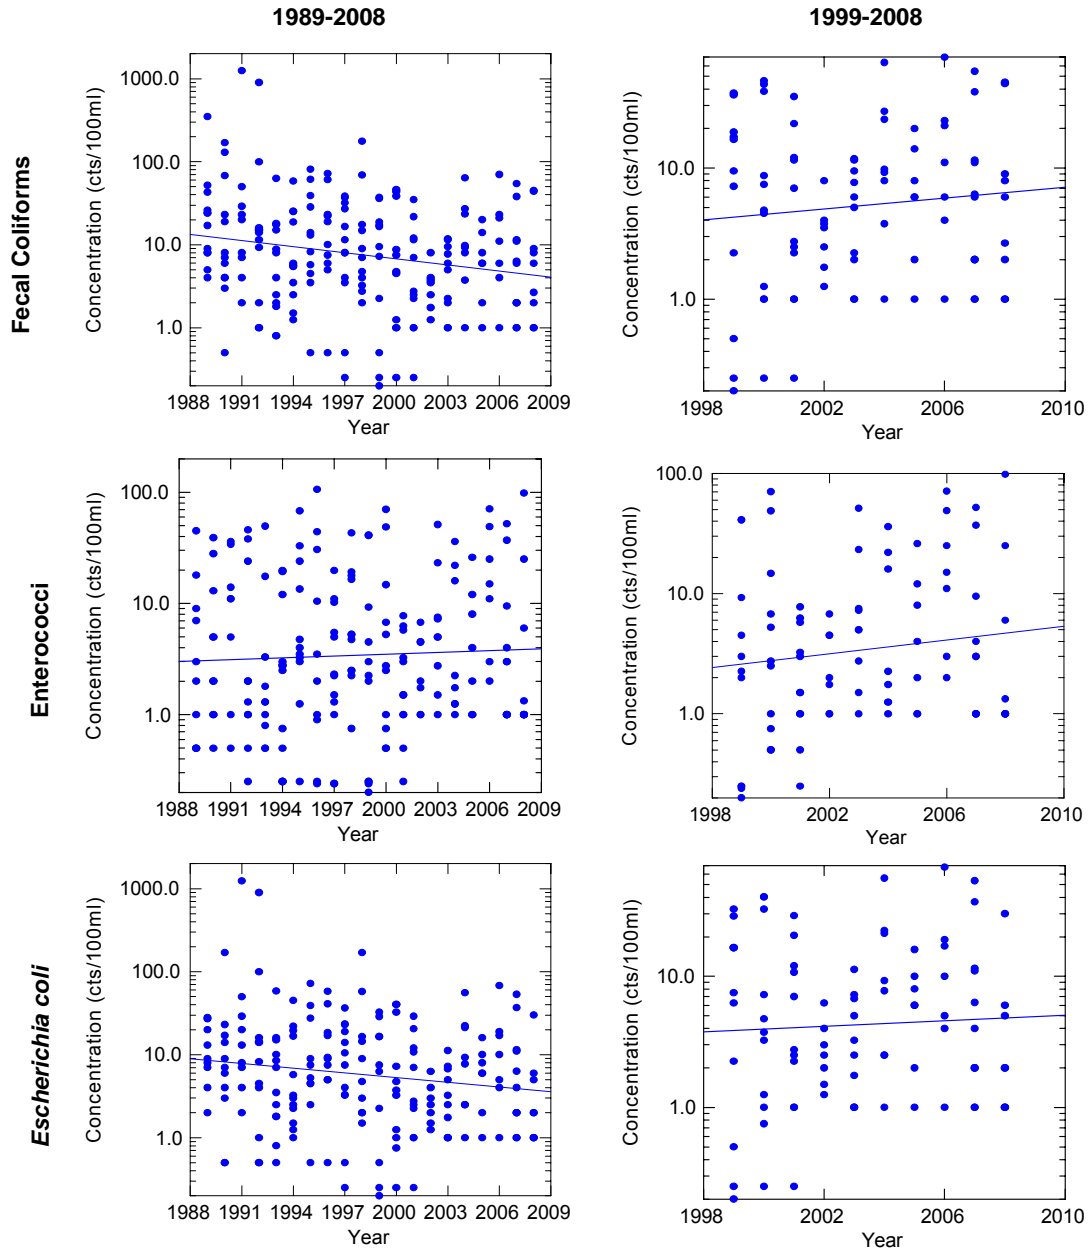 1989-2008
1999-2008
Fecal Coliforms
Concentration (cts/100ml)
1000.0
100.0
10.0
1.0
1988 1991 1994 1997 2000 2003 2006 2009
Year
Concentration (cts/100ml)
10.0
1.0
1998 2002 2006 2010
Year
Enterococci
Concentration (cts/100ml)
100.0
10.0
1.0
1988 1991 1994 1997 2000 2003 2006 2009
Year
Concentration (cts/100ml)
100.0
10.0
1.0
1998 2002 2006 2010
Year
Escherichia coli
Concentration (cts/100ml)
1000.0
100.0
10.0
1.0
1988 1991 1994 1997 2000 2003 2006 2009
Year
Concentration (cts/100ml)
10.0
1.0
1998 2002 2006 2010
Year